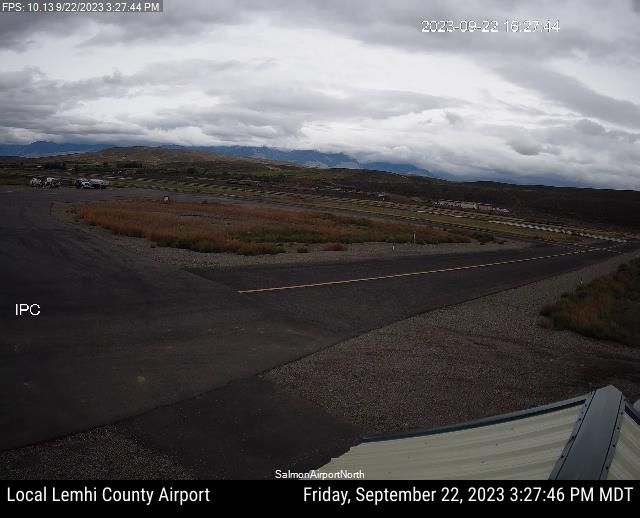 FPS: 10.13 9/22/2023 3:27:44 PM
2023-09-22 16:27:44
IPC
SalmonAirportNorth
Local Lemhi County Airport Friday, September 22, 2023 3:27:46 PM MDT